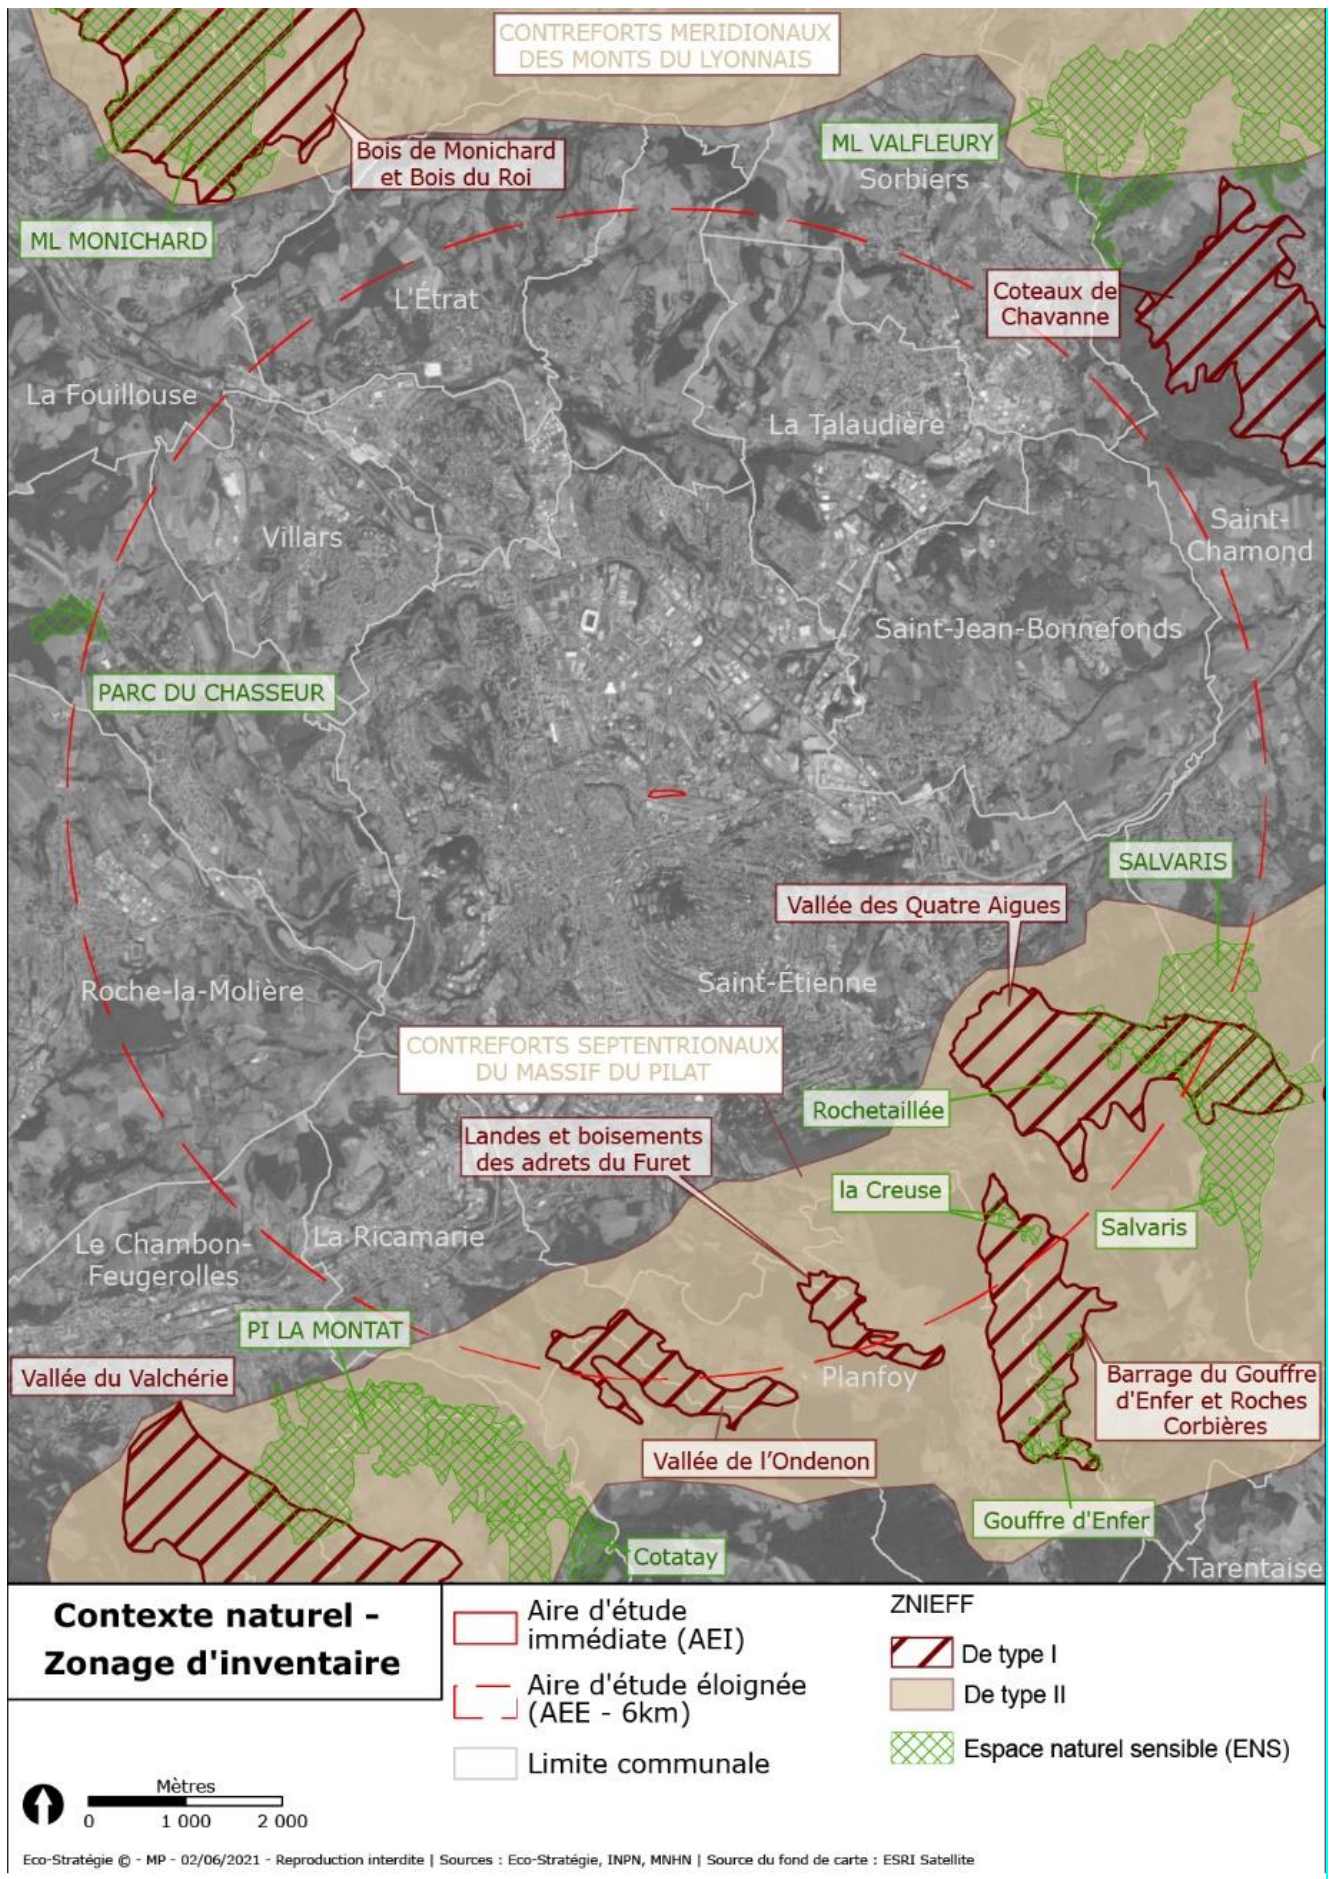 CONTREFORTS MERIDIONAUX
DES MONTS DU LYONNAIS
ML VALFLEURY
Sorbiers
Bois de Monichard
et Bois du Roi
ML MONICHARD
L'Étrat
Coteaux de
Chavanne
La Fouillouse
La Talaudière
Villars
Saint-
Chamond
Saint-Jean-Bonnefonds
PARC DU CHASSEUR
SALVARIS
Vallée des Quatre Aigues
Roche-la-Molière
Saint-Étienne
CONTREFORTS SEPTENTRIONAUX
DU MASSIF DU PILAT
Rochetaillée
Landes et boisements
des adrets du Furet
la Creuse
Salvaris
La Ricamarie
Le Chambon-
Feugerolles
PI LA MONTAT
Vallée du Valchérie
Planfoy
Barrage du Gouffre
d'Enfer et Roches
Corbières
Vallée de l'Ondenon
Gouffre d'Enfer
Cotatay
Tarentaise
Contexte naturel -
Zonage d'inventaire
Aire d'étude
immédiate (AEI)
Aire d'étude éloignée
(AEE - 6km)
Limite communale
ZNIEFF
De type I
De type II
Espace naturel sensible (ENS)
Mètres
0 1 000 2 000
Eco-Stratégie © - MP - 02/06/2021 - Reproduction interdite | Sources : Eco-Stratégie, INPN, MNHN | Source du fond de carte : ESRI Satellite